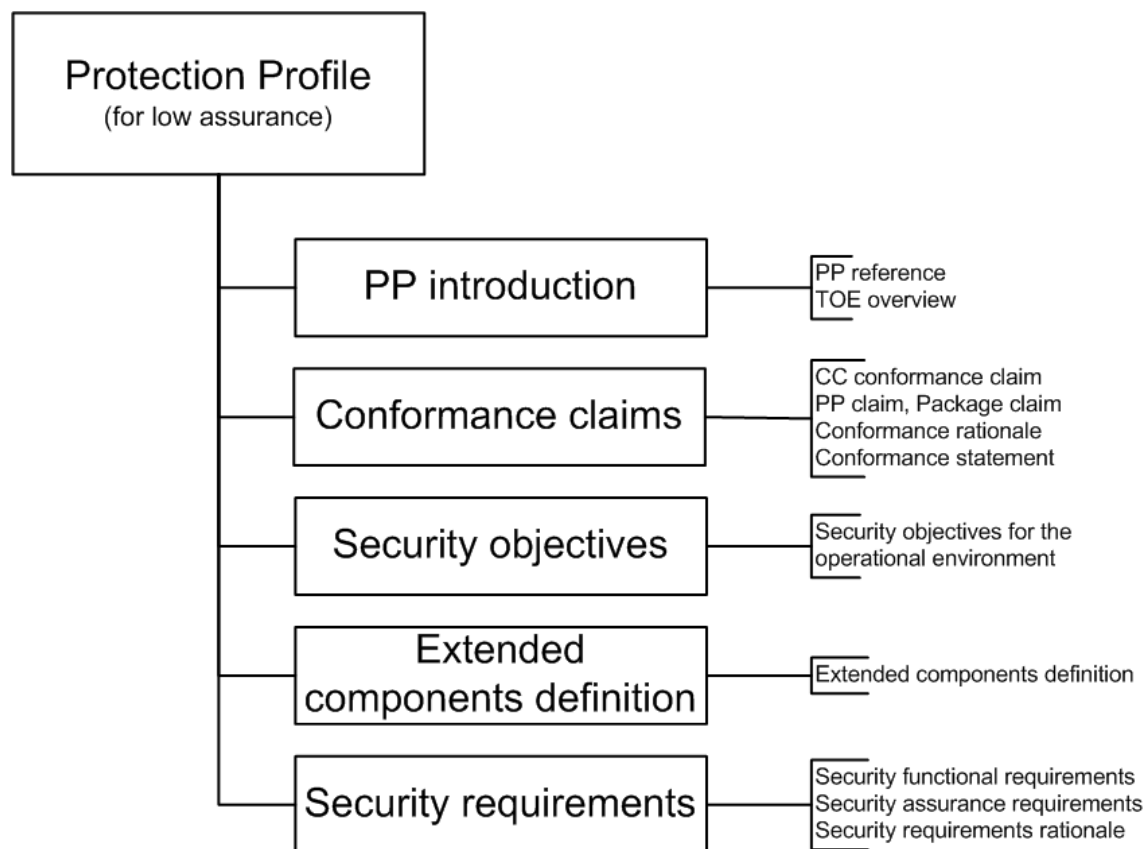 Protection Profile
(for low assurance)
PP introduction
PP reference
TOE overview
Conformance claims
CC conformance claim
PP claim, Package claim
Conformance rationale
Conformance statement
Security objectives
Security objectives for the
operational environment
Extended
components definition
Extended components definition
Security requirements
Security functional requirements
Security assurance requirements
Security requirements rationale